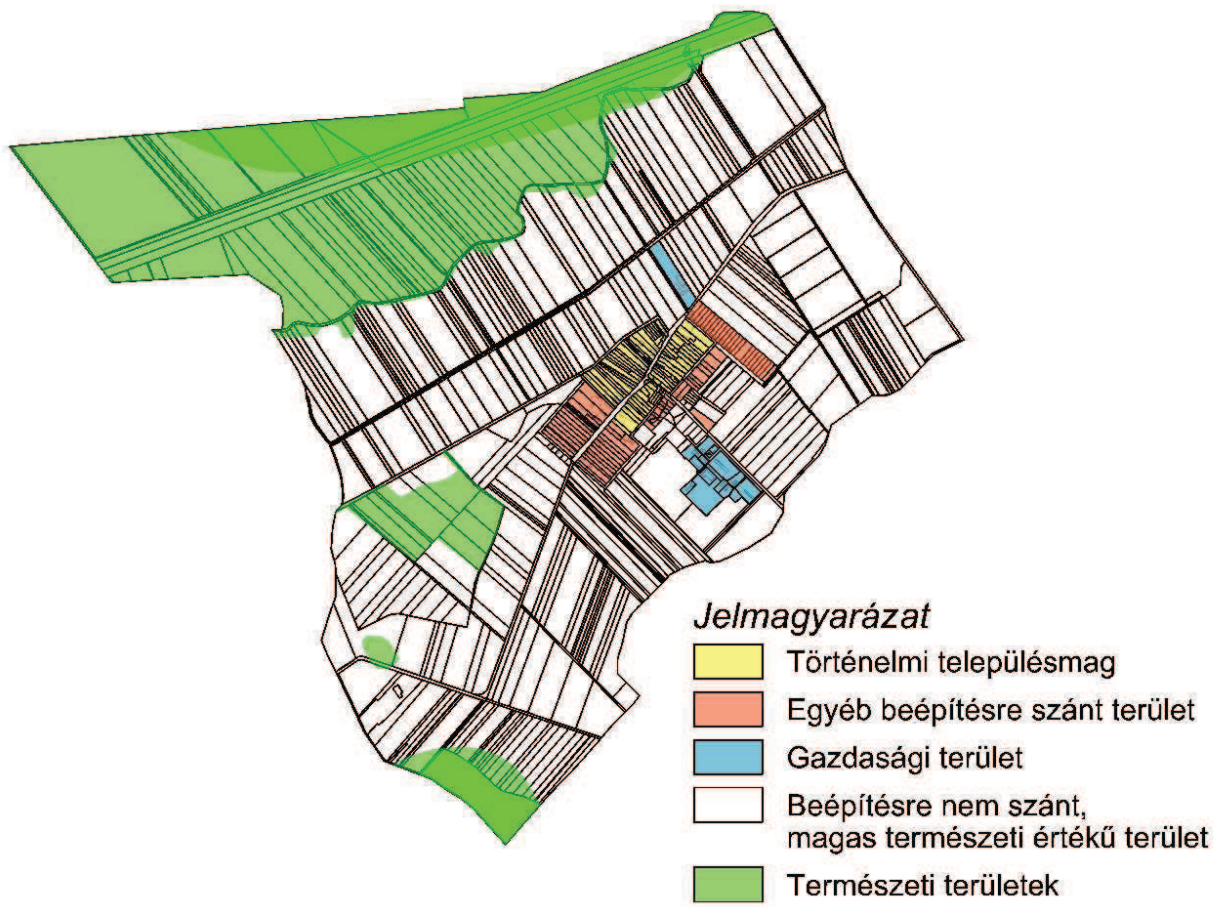 Jelmagyarázat
Történelmi településmag
Egyéb beépítésre szánt terület
Gazdasági terület
Beépítésre nem szánt,
magas természeti értékű terület
Természeti területek